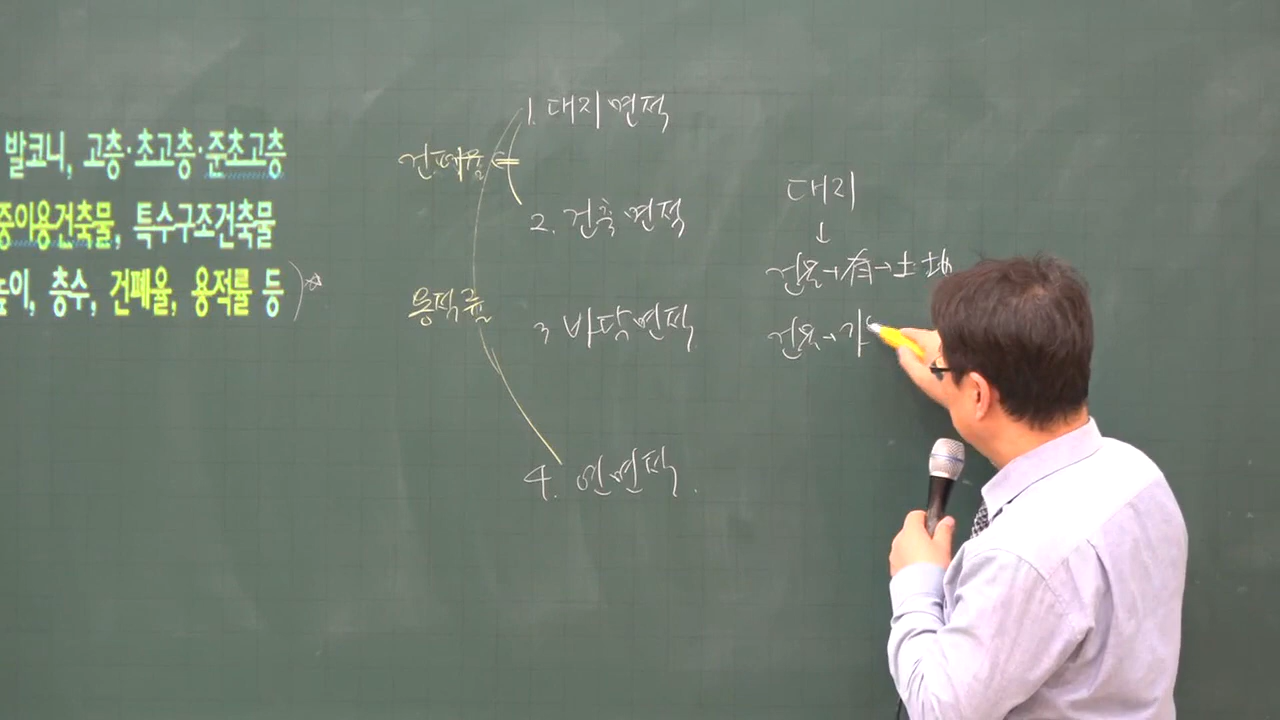 발코니, 고층·초고층·준초고층
중이용건축물, 특수구조건축물
높이, 층수, 건폐율, 용적률 등 )☆
건폐율
용적률
1. 대지면적
2. 건축면적
3 바닥면적
4. 연면적.
대지
↓
건축→有→土地
건축→가